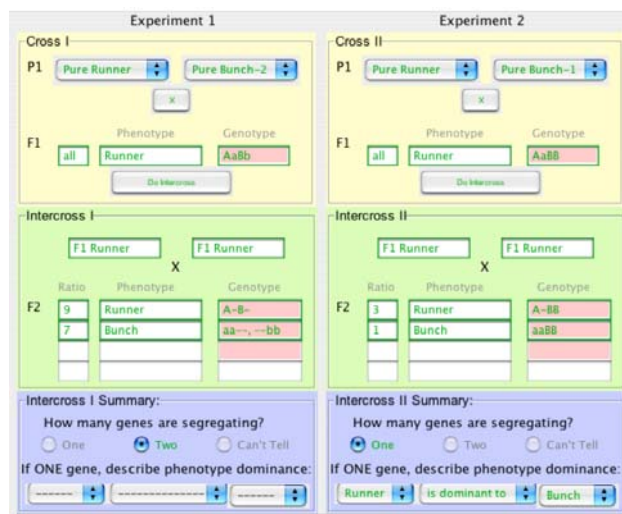 Experiment 1
Cross I
P1 Pure Runner Pure Bunch-2
x
Phenotype Genotype
F1 all Runner AaBb
Do Intercross
Intercross I
F1 Runner F1 Runner
X
Ratio Phenotype Genotype
F2 9 Runner A-B-
7 Bunch aa--, --bb
Intercross I Summary:
How many genes are segregating?
One Two Can't Tell
If ONE gene, describe phenotype dominance:
------ --------------- ------
Experiment 2
Cross II
P1 Pure Runner Pure Bunch-1
x
Phenotype Genotype
F1 all Runner AaBB
Do Intercross
Intercross II
F1 Runner F1 Runner
X
Ratio Phenotype Genotype
F2 3 Runner A-BB
1 Bunch aaBB
Intercross II Summary:
How many genes are segregating?
One Two Can't Tell
If ONE gene, describe phenotype dominance:
Runner is dominant to Bunch